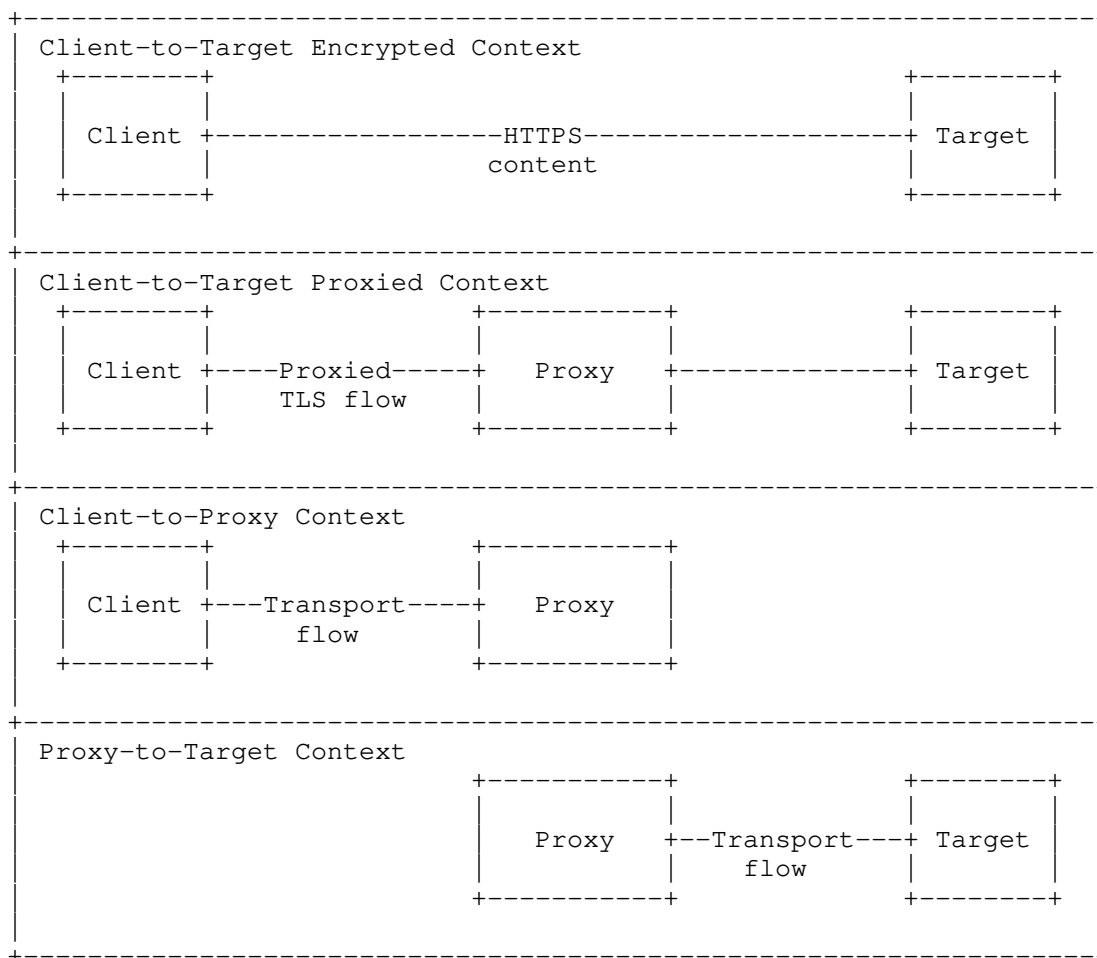 Client-to-Target Encrypted Context
Client HTTPS Target
content
Client-to-Target Proxied Context
Client Proxied Proxy Target
TLS flow
Client-to-Proxy Context
Client Transport Proxy
flow
Proxy-to-Target Context
Proxy Transport Target
flow